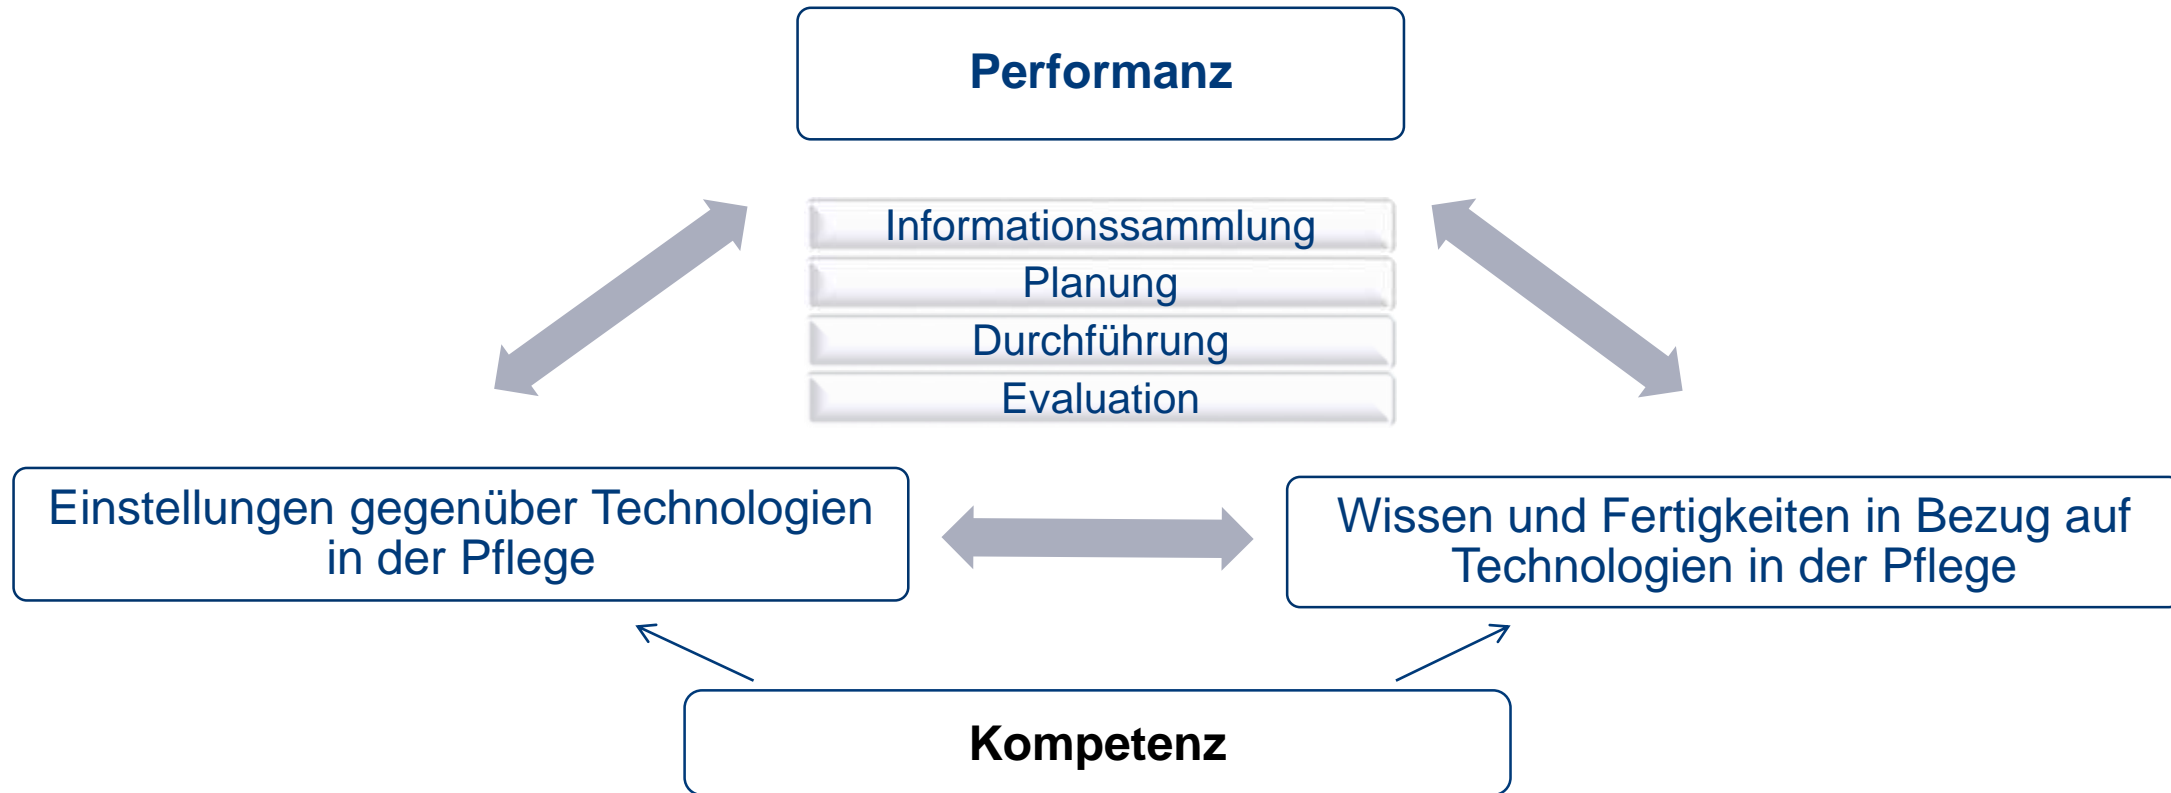 Performanz
Informationssammlung
Planung
Durchführung
Evaluation
Einstellungen gegenüber Technologien
in der Pflege
Wissen und Fertigkeiten in Bezug auf
Technologien in der Pflege
Kompetenz